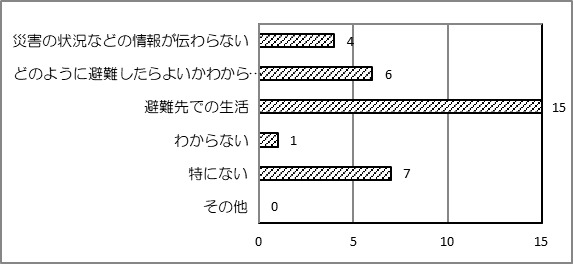 災害の状況などの情報が伝わらない 4
どのように避難したらよいかわから… 6
避難先での生活 15
わからない 1
特にない 7
その他 0
0 5 10 15